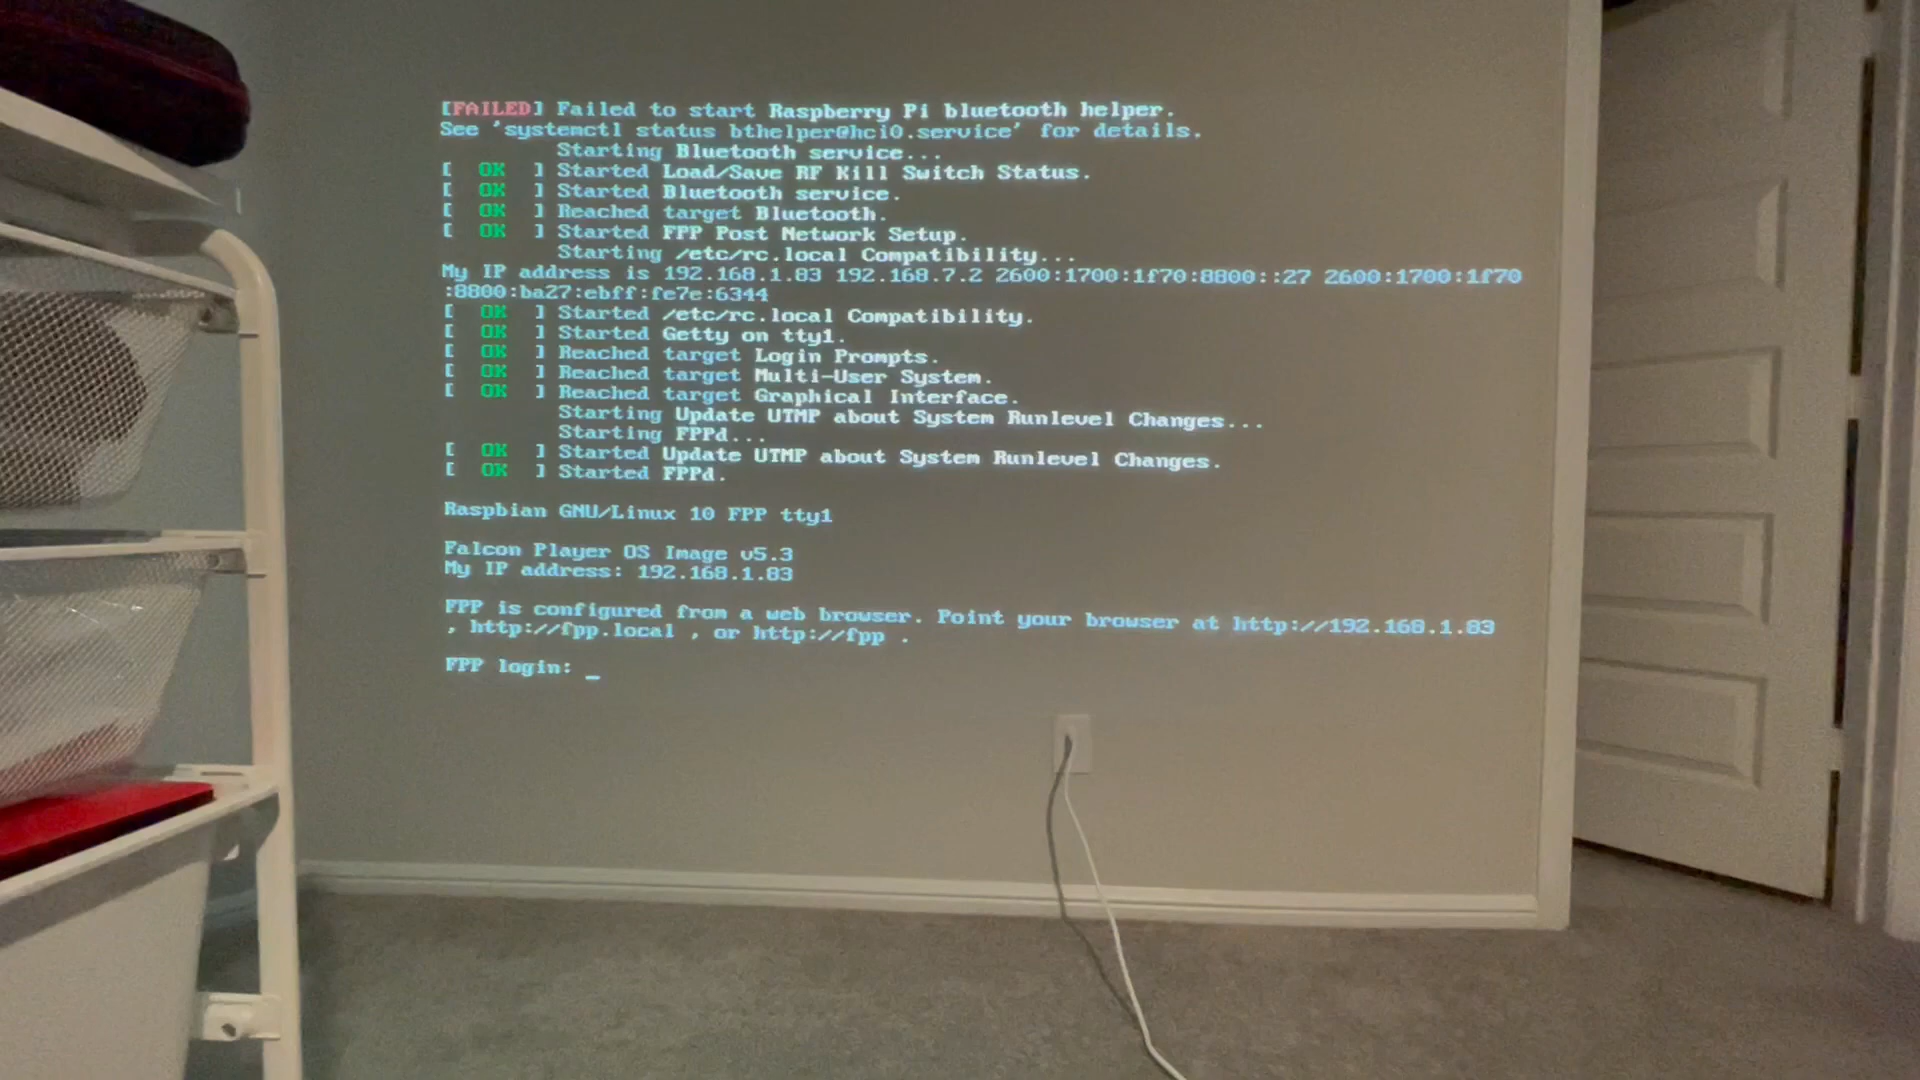 [FAILED] Failed to start Raspberry Pi bluetooth helper.
See 'systemctl status bthelper@hci0.service' for details.
Starting Bluetooth service...
[ OK ] Started Load/Save RF Kill Switch Status.
[ OK ] Started Bluetooth service.
[ OK ] Reached target Bluetooth.
[ OK ] Started FPP Post Network Setup.
Starting /etc/rc.local Compatibility...
My IP address is 192.168.1.83 192.168.7.2 2600:1700:1f70:8800::27 2600:1700:1f70
:8800:ba27:ebff:fe7e:6344
[ OK ] Started /etc/rc.local Compatibility.
[ OK ] Started Getty on tty1.
[ OK ] Reached target Login Prompts.
[ OK ] Reached target Multi-User System.
[ OK ] Reached target Graphical Interface.
Starting Update UTMP about System Runlevel Changes...
Starting FPPd...
[ OK ] Started Update UTMP about System Runlevel Changes.
[ OK ] Started FPPd.
Raspbian GNU/Linux 10 FPP tty1
Falcon Player OS Image v5.3
My IP address: 192.168.1.83
FPP is configured from a web browser. Point your browser at http://192.168.1.83
, http://fpp.local , or http://fpp .
FPP login: _